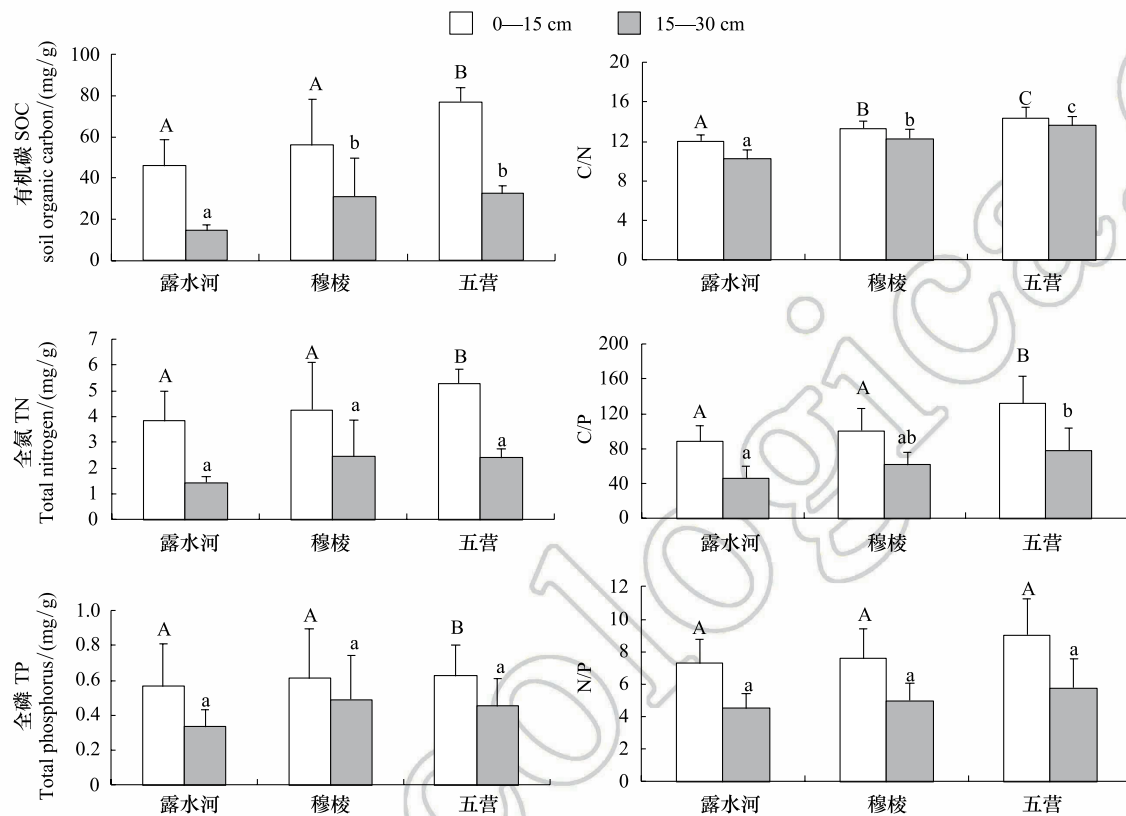 0—15 cm
15—30 cm
有机碳 SOC
soil organic carbon/(mg/g)
100
80
60
40
20
0
A
a
A
b
B
b
露水河
穆棱
五营
C/N
20
16
12
8
4
0
A
a
B
b
C
c
露水河
穆棱
五营
全氮 TN
Total nitrogen/(mg/g)
7
6
5
4
3
2
1
0
A
a
A
a
B
a
露水河
穆棱
五营
C/P
200
160
120
80
40
0
A
a
A
ab
B
b
露水河
穆棱
五营
全磷 TP
Total phosphorus/(mg/g)
1.0
0.8
0.6
0.4
0.2
0
A
a
A
a
B
a
露水河
穆棱
五营
N/P
12
10
8
6
4
2
0
A
a
A
a
A
a
露水河
穆棱
五营
ologica